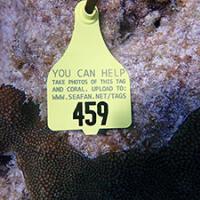 YOU CAN HELP
TAKE PHOTOS OF THIS TAG
AND CORAL, UPLOAD TO:
WWW.SEAFAN.NET/TAGS
459